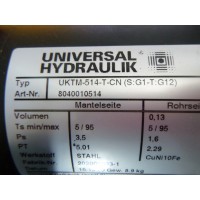 UNIVERSAL
HYDRAULIK
Typ UKTM-514-T-CN (S:G1-T:G12)
Art-Nr. 8040010514
Mantelseite Rohrsei
Volumen 0,13
Ts min/max 5 / 95 5 / 95
Ps 3,5 1,6
PT 5,01 2.29
Werkstoff STAHL CuNi10Fe